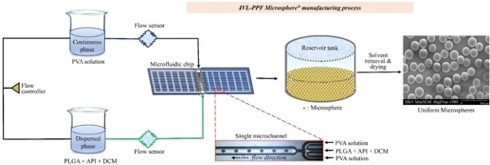 IVL-PPF Microsphere® manufacturing process
Continuous
phase
PVA solution
Flow sensor
Flow
controller
Microfluidic chip
Reservoir tank
: Microsphere
Solvent
removal &
drying
Uniform Microspheres
Dispersed
phase
PLGA + API + DCM
Flow sensor
Single microchannel
flow direction
PVA solution
PLGA + API + DCM
PVA solution